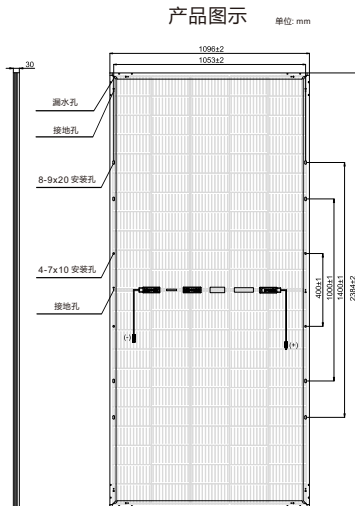 产品图示 单位: mm
1096±2
1053±2
30
漏水孔
接地孔
8-9x20 安装孔
4-7x10 安装孔
接地孔
400±1
1000±1
1400±1
2384±2
(-)
(+)